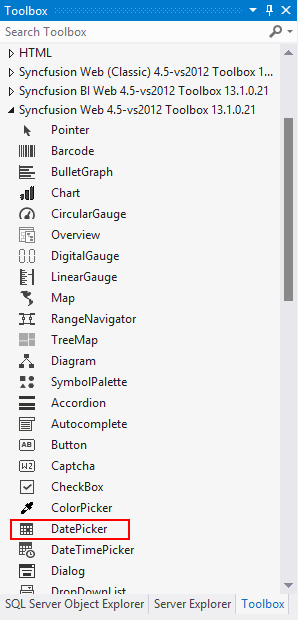 Toolbox
Search Toolbox
HTML
Syncfusion Web (Classic) 4.5-vs2012 Toolbox 1...
Syncfusion BI Web 4.5-vs2012 Toolbox 13.1.0.21
Syncfusion Web 4.5-vs2012 Toolbox 13.1.0.21
Pointer
Barcode
BulletGraph
Chart
CircularGauge
Overview
DigitalGauge
LinearGauge
Map
RangeNavigator
TreeMap
Diagram
SymbolPalette
Accordion
Autocomplete
AB Button
W2 Captcha
CheckBox
ColorPicker
DatePicker
DateTimePicker
Dialog
DropDownList
SQL Server Object Explorer Server Explorer Toolbox